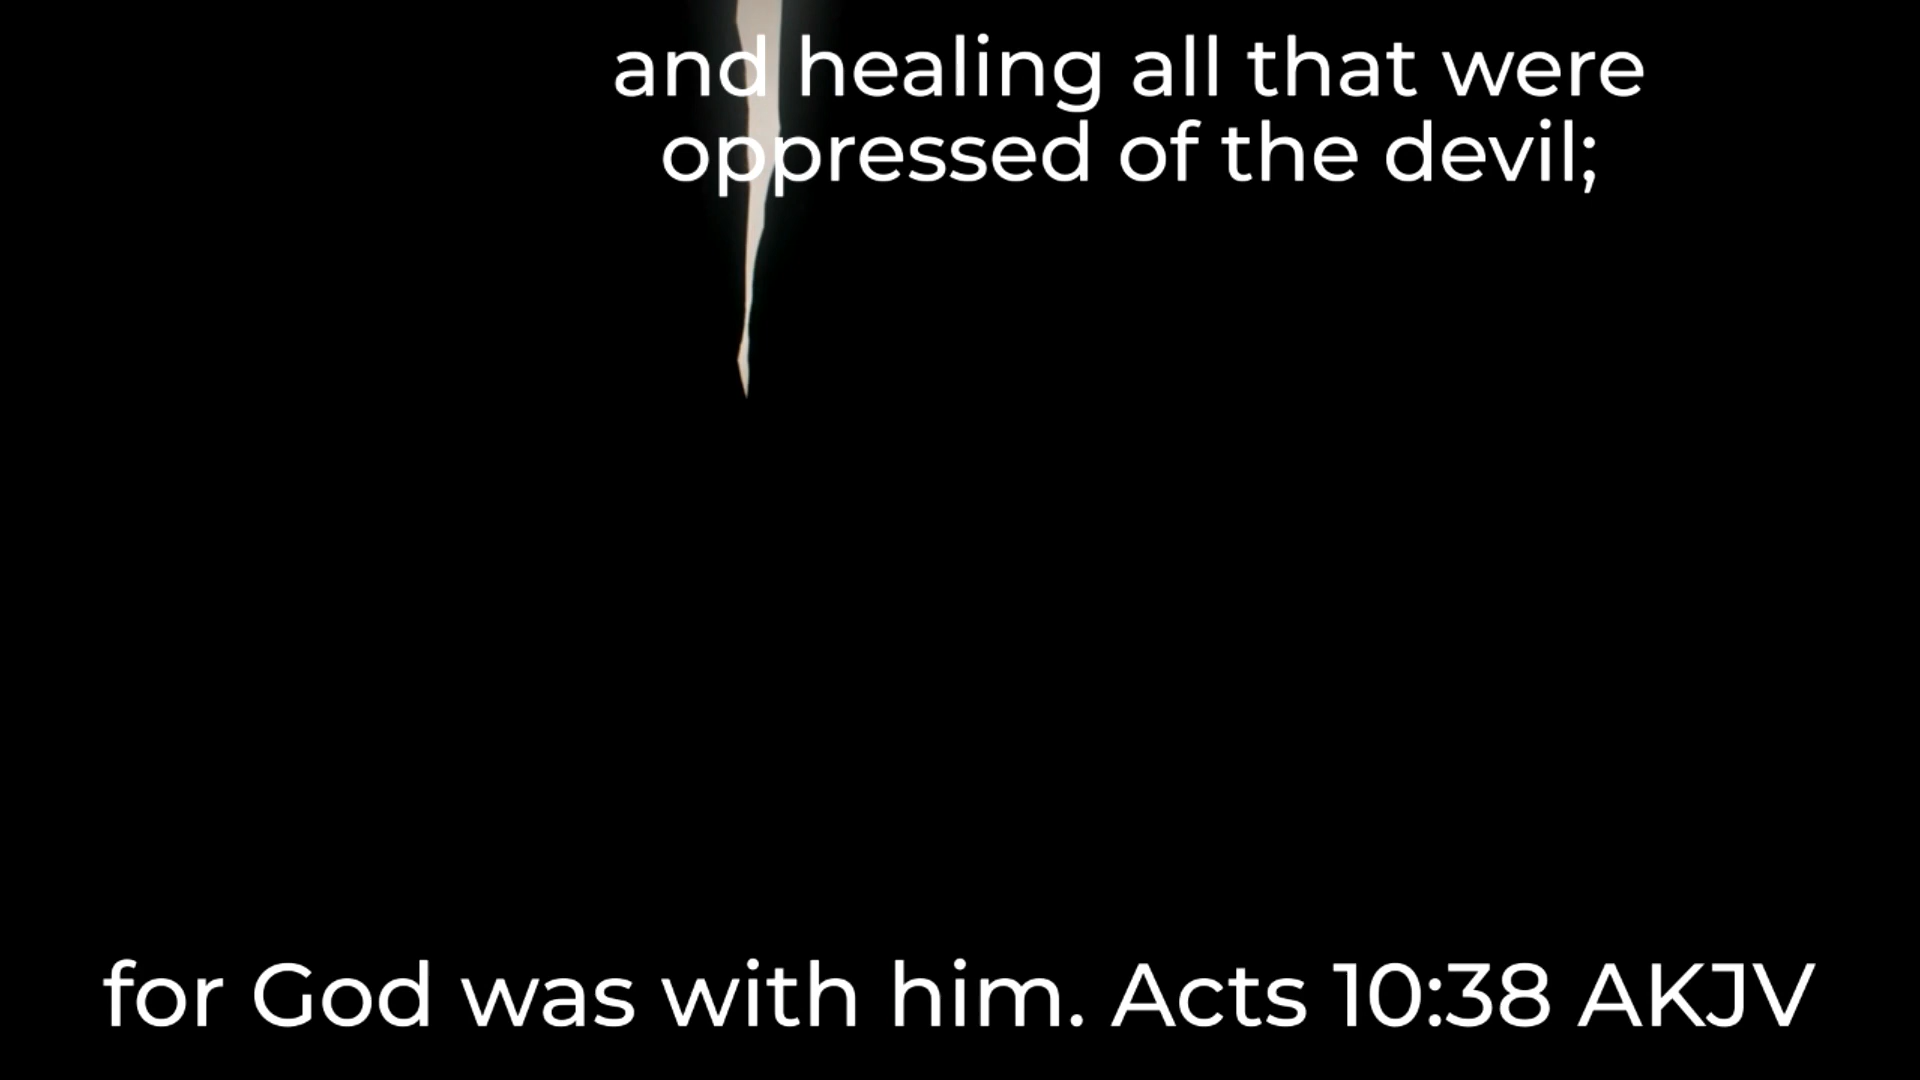 and healing all that were
oppressed of the devil;
for God was with him. Acts 10:38 AKJV